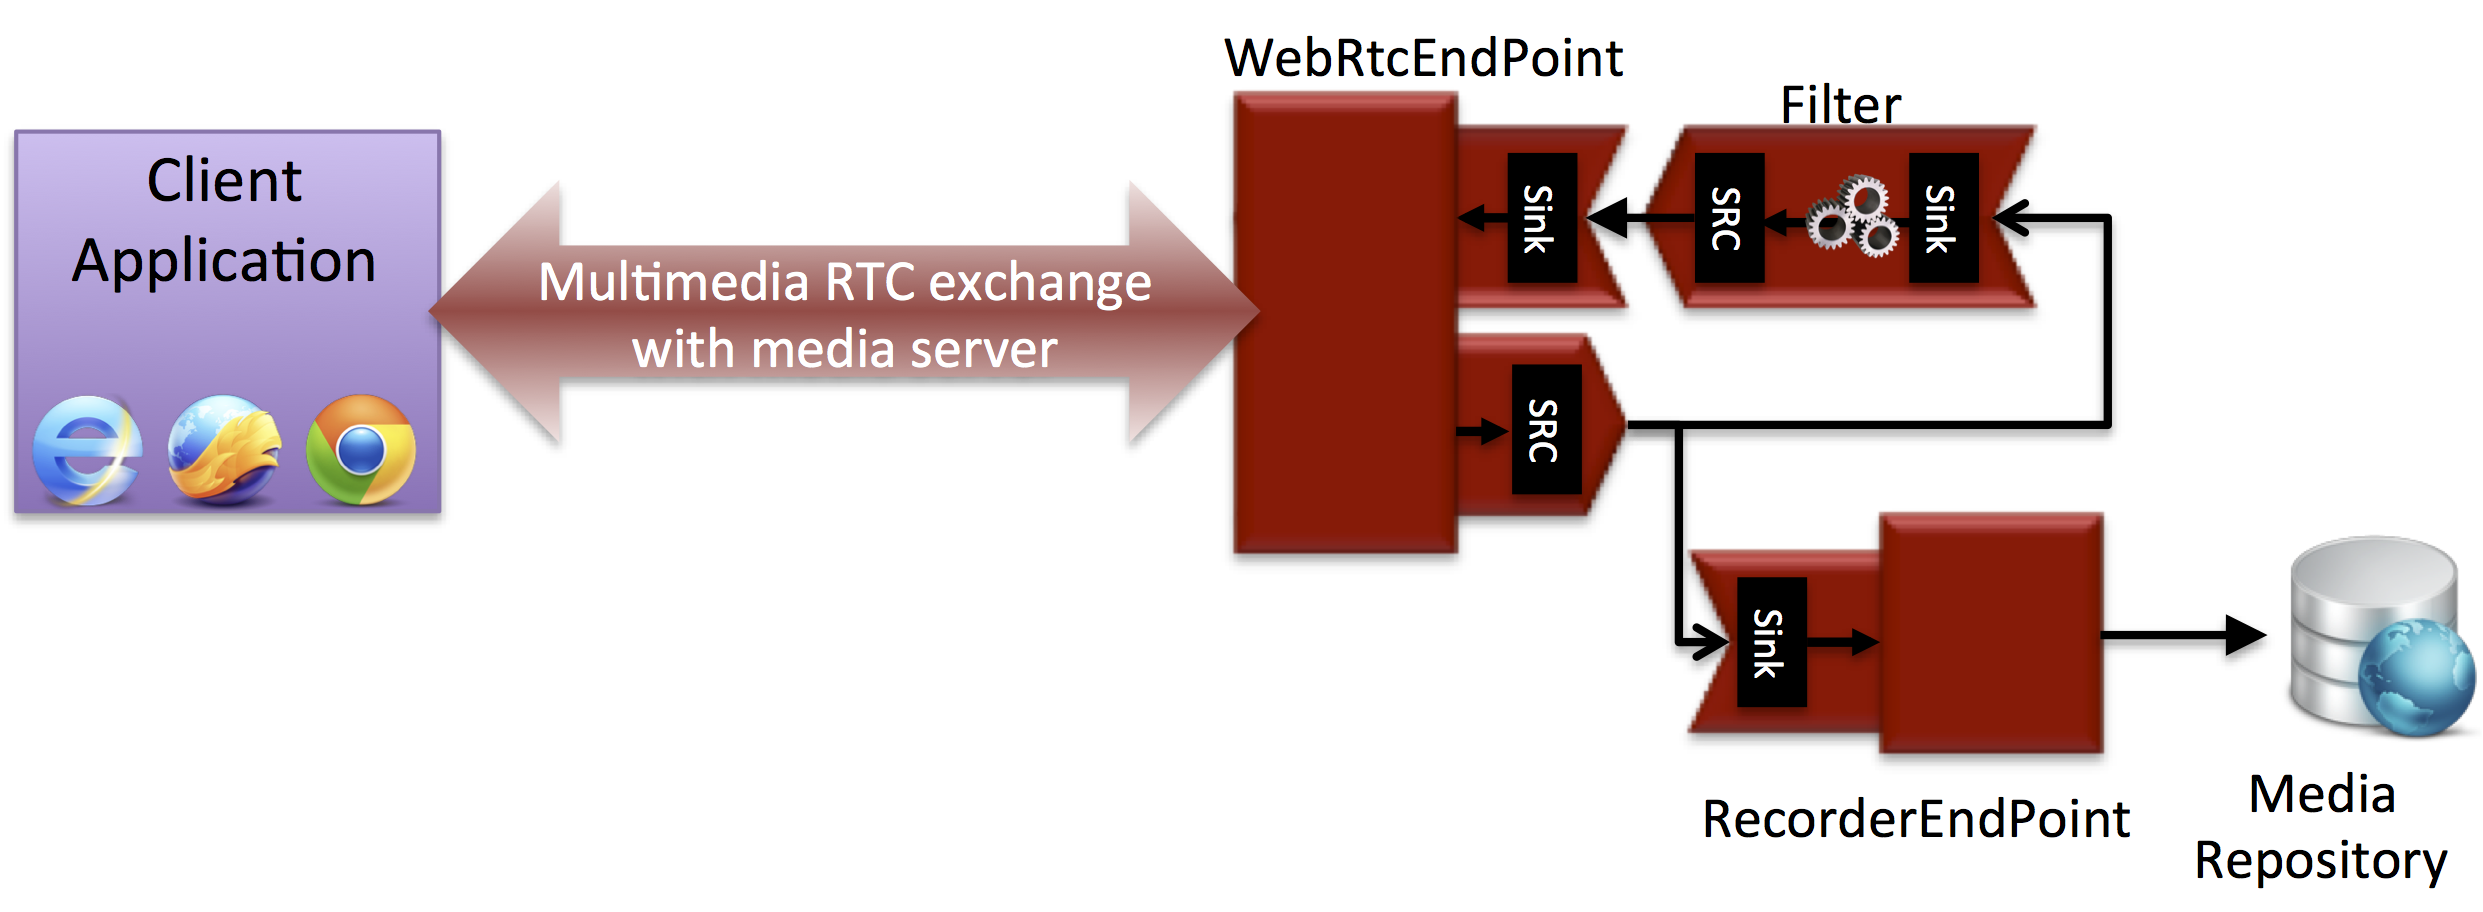 Client
Application
Multimedia RTC exchange
with media server
WebRtcEndPoint
Sink
SRC
Filter
SRC
Sink
Sink
RecorderEndPoint
Media
Repository